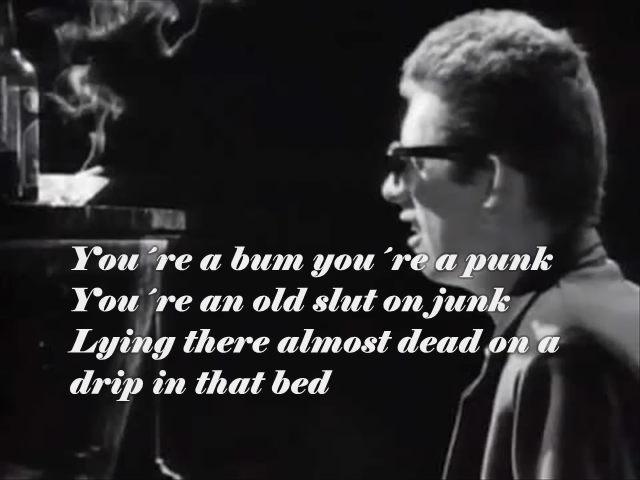 You´re a bum you´re a punk
You´re an old slut on junk
Lying there almost dead on a
drip in that bed